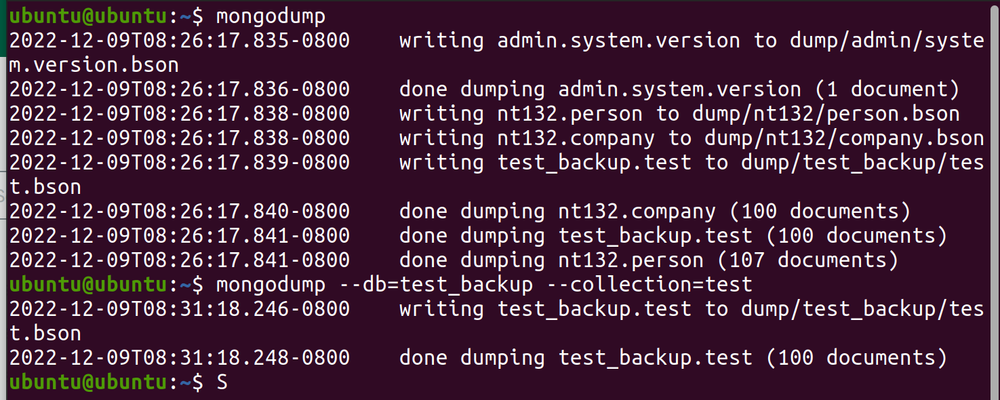 ubuntu@ubuntu:~$ mongodump
2022-12-09T08:26:17.835-0800    writing admin.system.version to dump/admin/syste
m.version.bson
2022-12-09T08:26:17.836-0800    done dumping admin.system.version (1 document)
2022-12-09T08:26:17.838-0800    writing nt132.person to dump/nt132/person.bson
2022-12-09T08:26:17.838-0800    writing nt132.company to dump/nt132/company.bson
2022-12-09T08:26:17.839-0800    writing test_backup.test to dump/test_backup/tes
t.bson
2022-12-09T08:26:17.840-0800    done dumping nt132.company (100 documents)
2022-12-09T08:26:17.841-0800    done dumping test_backup.test (100 documents)
2022-12-09T08:26:17.841-0800    done dumping nt132.person (107 documents)
ubuntu@ubuntu:~$ mongodump --db=test_backup --collection=test
2022-12-09T08:31:18.246-0800    writing test_backup.test to dump/test_backup/tes
t.bson
2022-12-09T08:31:18.248-0800    done dumping test_backup.test (100 documents)
ubuntu@ubuntu:~$ S